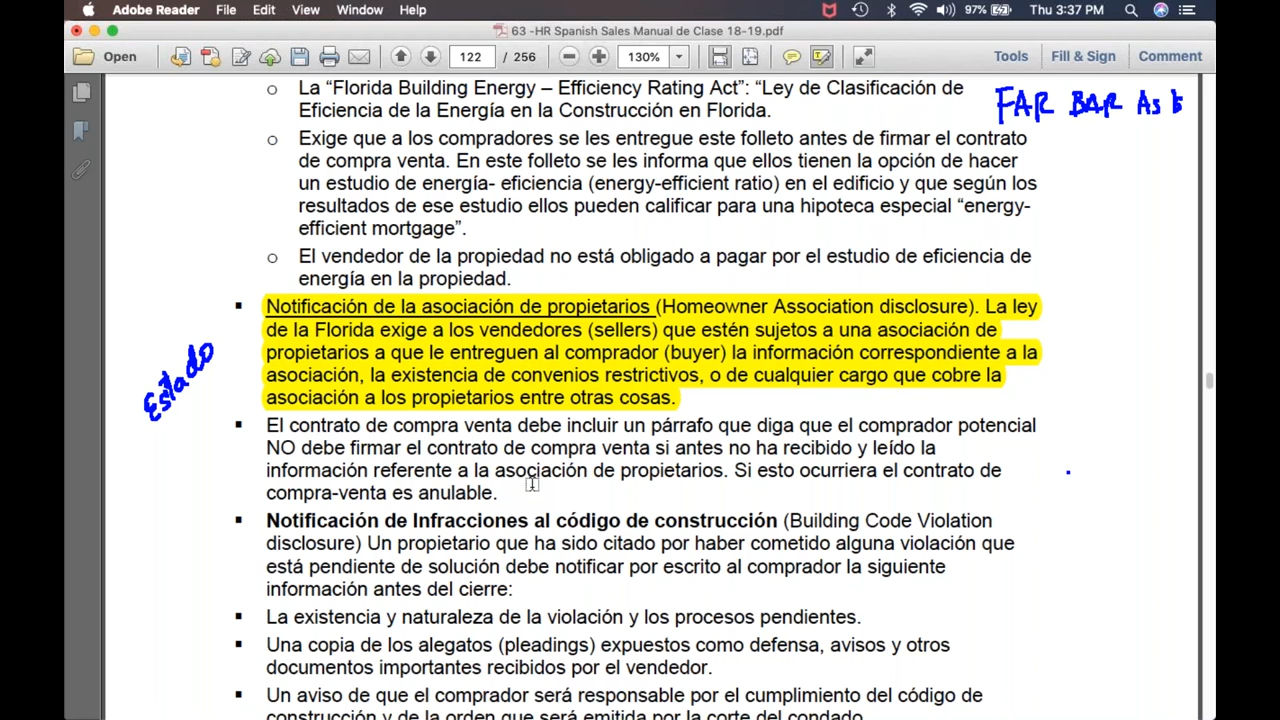 Adobe Reader File Edit View Window Help 97% Thu 3:37 PM
63 -HR Spanish Sales Manual de Clase 18-19.pdf
Open 122 / 256 130% Tools Fill & Sign Comment
o La “Florida Building Energy – Efficiency Rating Act”: “Ley de Clasificación de
Eficiencia de la Energía en la Construcción en Florida.
FAR BAR As
o Exige que a los compradores se les entregue este folleto antes de firmar el contrato
de compra venta. En este folleto se les informa que ellos tienen la opción de hacer
un estudio de energía- eficiencia (energy-efficient ratio) en el edificio y que según los
resultados de ese estudio ellos pueden calificar para una hipoteca especial “energy-
efficient mortgage”.
o El vendedor de la propiedad no está obligado a pagar por el estudio de eficiencia de
energía en la propiedad.
▪ Notificación de la asociación de propietarios (Homeowner Association disclosure). La ley
de la Florida exige a los vendedores (sellers) que estén sujetos a una asociación de
propietarios a que le entreguen al comprador (buyer) la información correspondiente a la
asociación, la existencia de convenios restrictivos, o de cualquier cargo que cobre la
asociación a los propietarios entre otras cosas.
Estado
▪ El contrato de compra venta debe incluir un párrafo que diga que el comprador potencial
NO debe firmar el contrato de compra venta si antes no ha recibido y leído la
información referente a la asociación de propietarios. Si esto ocurriera el contrato de
compra-venta es anulable.
▪ Notificación de Infracciones al código de construcción (Building Code Violation
disclosure) Un propietario que ha sido citado por haber cometido alguna violación que
está pendiente de solución debe notificar por escrito al comprador la siguiente
información antes del cierre:
▪ La existencia y naturaleza de la violación y los procesos pendientes.
▪ Una copia de los alegatos (pleadings) expuestos como defensa, avisos y otros
documentos importantes recibidos por el vendedor.
▪ Un aviso de que el comprador será responsable por el cumplimiento del código de
construcción y de la orden que será emitida por la corte del condado